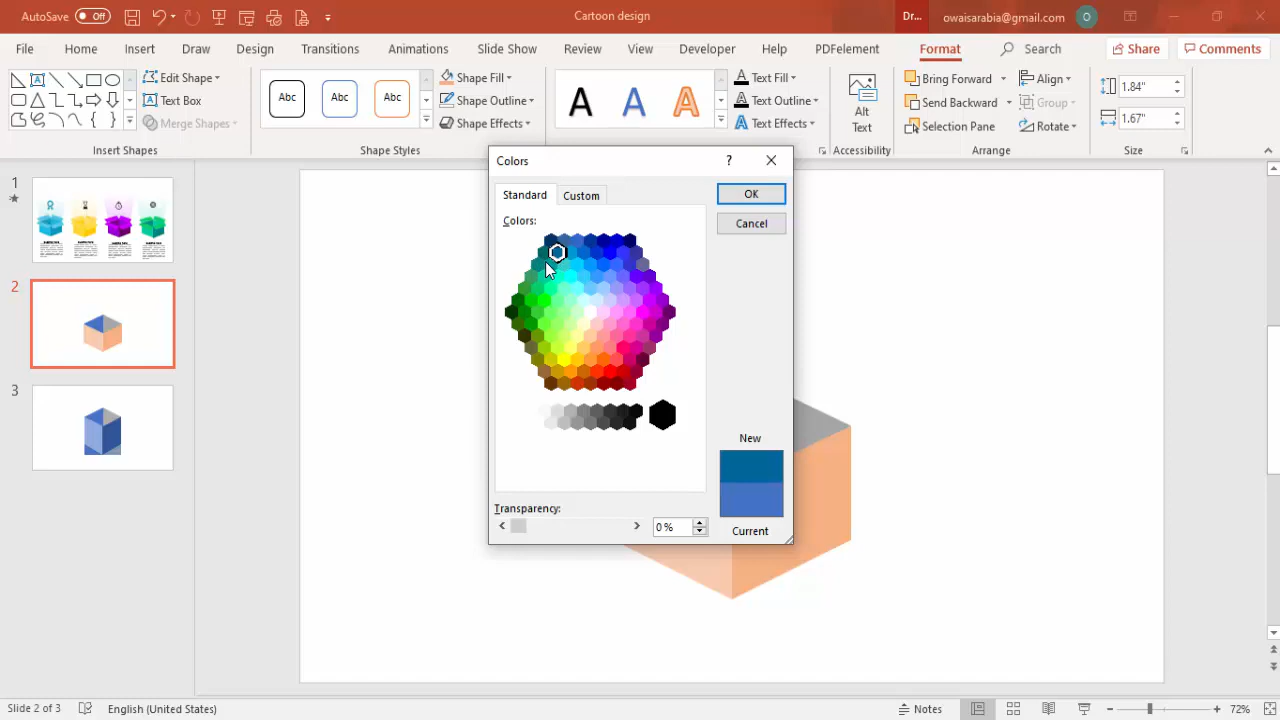 AutoSave Off
Cartoon design
Dr...
owaisarabia@gmail.com
O
File Home Insert Draw Design Transitions Animations Slide Show Review View Developer Help PDFelement Format Search Share Comments
Edit Shape
Text Box
Merge Shapes
Insert Shapes
Abc Abc Abc
Shape Fill
Shape Outline
Shape Effects
Shape Styles
A A A
Text Fill
Text Outline
Text Effects
Alt
Text
Accessibility
Bring Forward
Send Backward
Selection Pane
Align
Group
Rotate
Arrange
1.84"
1.67"
Size
1
2
3
Colors
?
Standard Custom
OK
Cancel
Colors:
New
Current
Transparency:
0 %
Slide 2 of 3
English (United States)
Notes
72%